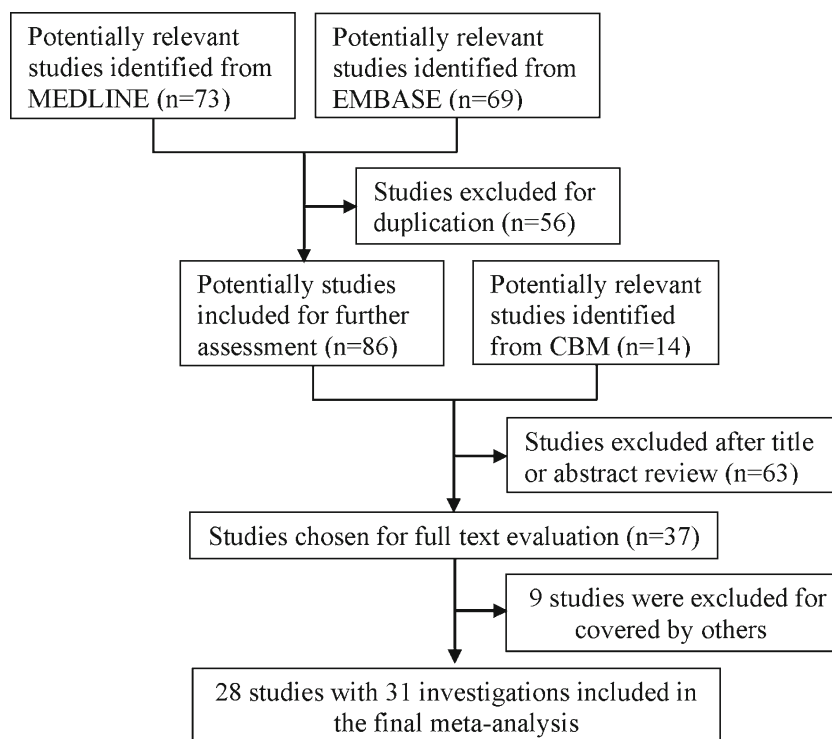 Potentially relevant
studies identified from
MEDLINE (n=73)
Potentially relevant
studies identified from
EMBASE (n=69)
Studies excluded for
duplication (n=56)
Potentially studies
included for further
assessment (n=86)
Potentially relevant
studies identified
from CBM (n=14)
Studies excluded after title
or abstract review (n=63)
Studies chosen for full text evaluation (n=37)
9 studies were excluded for
covered by others
28 studies with 31 investigations included in
the final meta-analysis